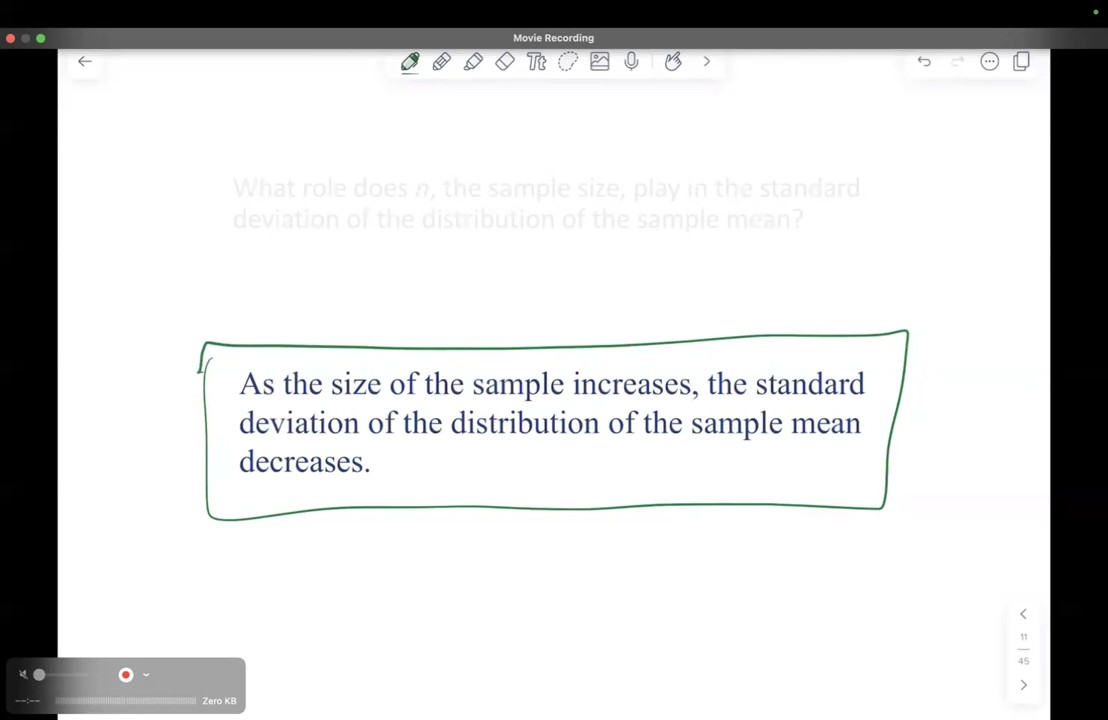 Movie Recording
Tt
What role does n, the sample size, play in the standard
deviation of the distribution of the sample mean?
As the size of the sample increases, the standard
deviation of the distribution of the sample mean
decreases.
11
45
--:--
Zero KB